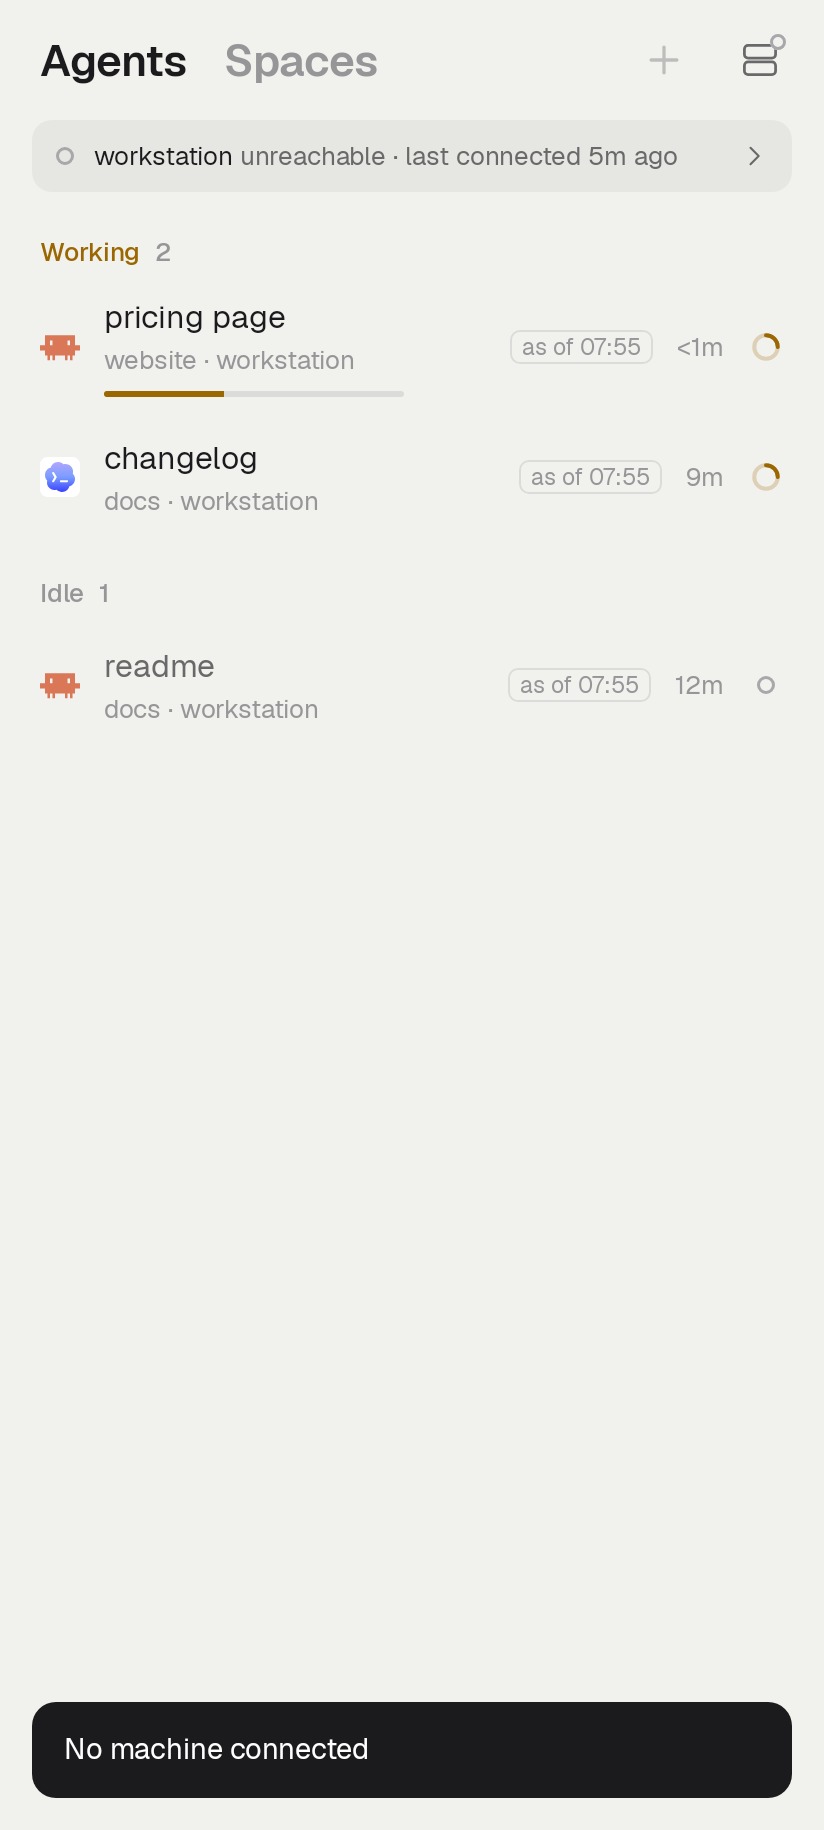 Agents Spaces
workstation unreachable · last connected 5m ago
Working 2
pricing page
website · workstation
as of 07:55 <1m
changelog
docs · workstation
as of 07:55 9m
Idle 1
readme
docs · workstation
as of 07:55 12m
No machine connected